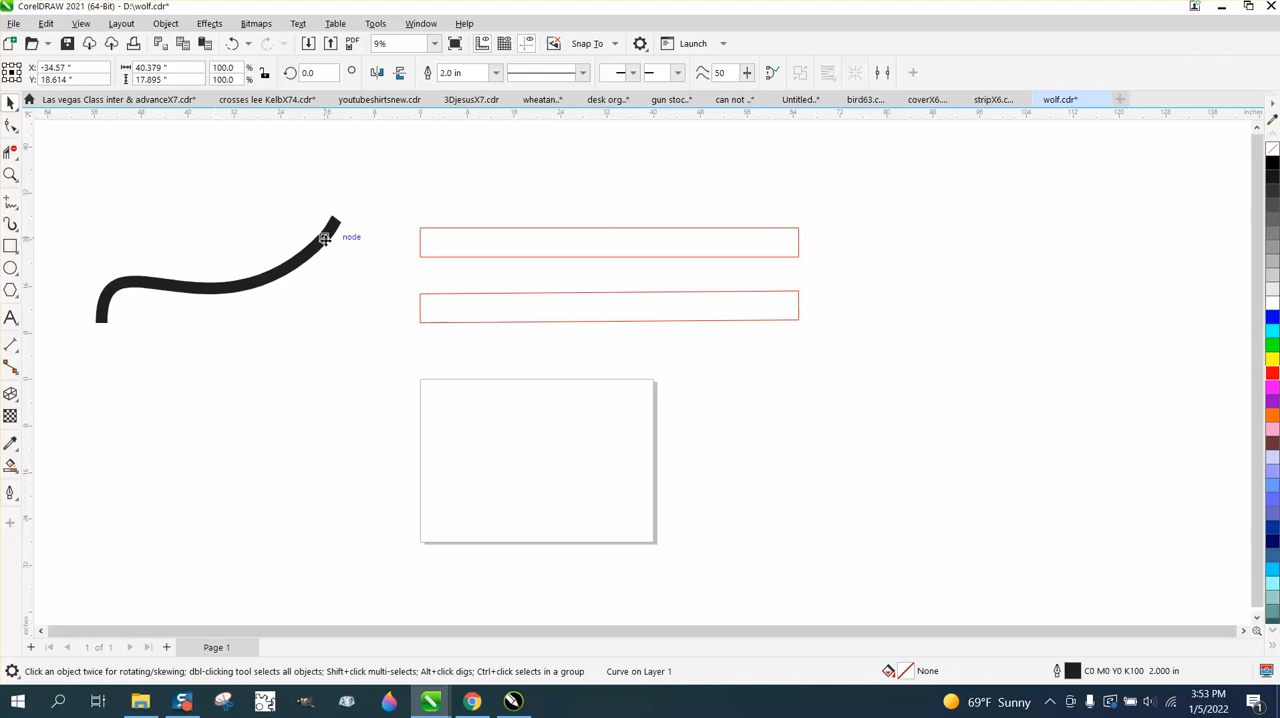 CorelDRAW 2021 (64-Bit) - D:\wolf.cdr*
File Edit View Layout Object Effects Bitmaps Text Table Tools Window Help
PDF 9% Snap To Launch
X: -34.57 " 40.379 " 100.0 % 0.0 2.0 in 50
Y: 18.614 " 17.895 " 100.0 %
Las vegas Class inter & advanceX7.cdr* crosses lee KelbX74.cdr* youtubeshirtsnew.cdr 3DjesusX7.cdr wheatan..* desk org..* gun stoc..* can not ..* Untitled..* bird63.c... coverX6.... stripX6.c... wolf.cdr*
inches
node
1 of 1 Page 1
Click an object twice for rotating/skewing; dbl-clicking tool selects all objects; Shift+click multi-selects; Alt+click digs; Ctrl+click selects in a group Curve on Layer 1 None C0 M0 Y0 K100 2.000 in
69°F Sunny 3:53 PM
1/5/2022